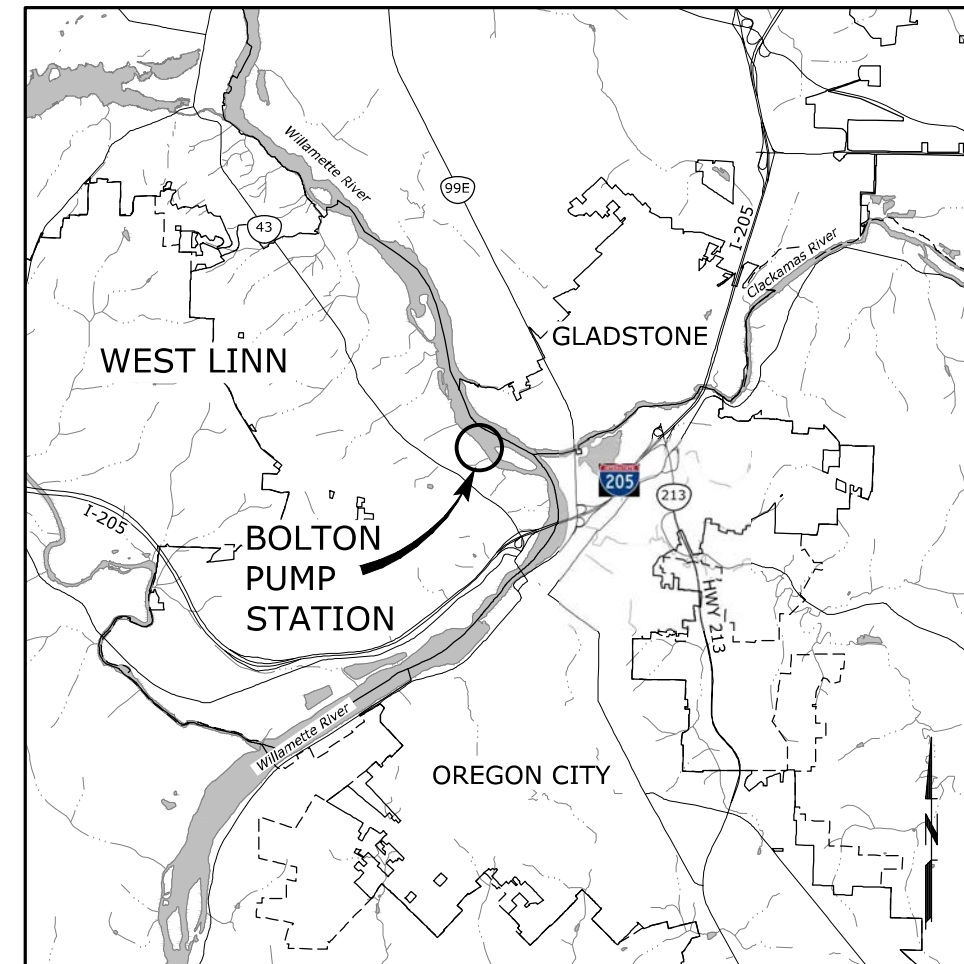 Willamette River
99E
43
I-205
Clackamas River
GLADSTONE
WEST LINN
205
213
I-205
BOLTON
PUMP
STATION
HWY 213
Willamette River
OREGON CITY